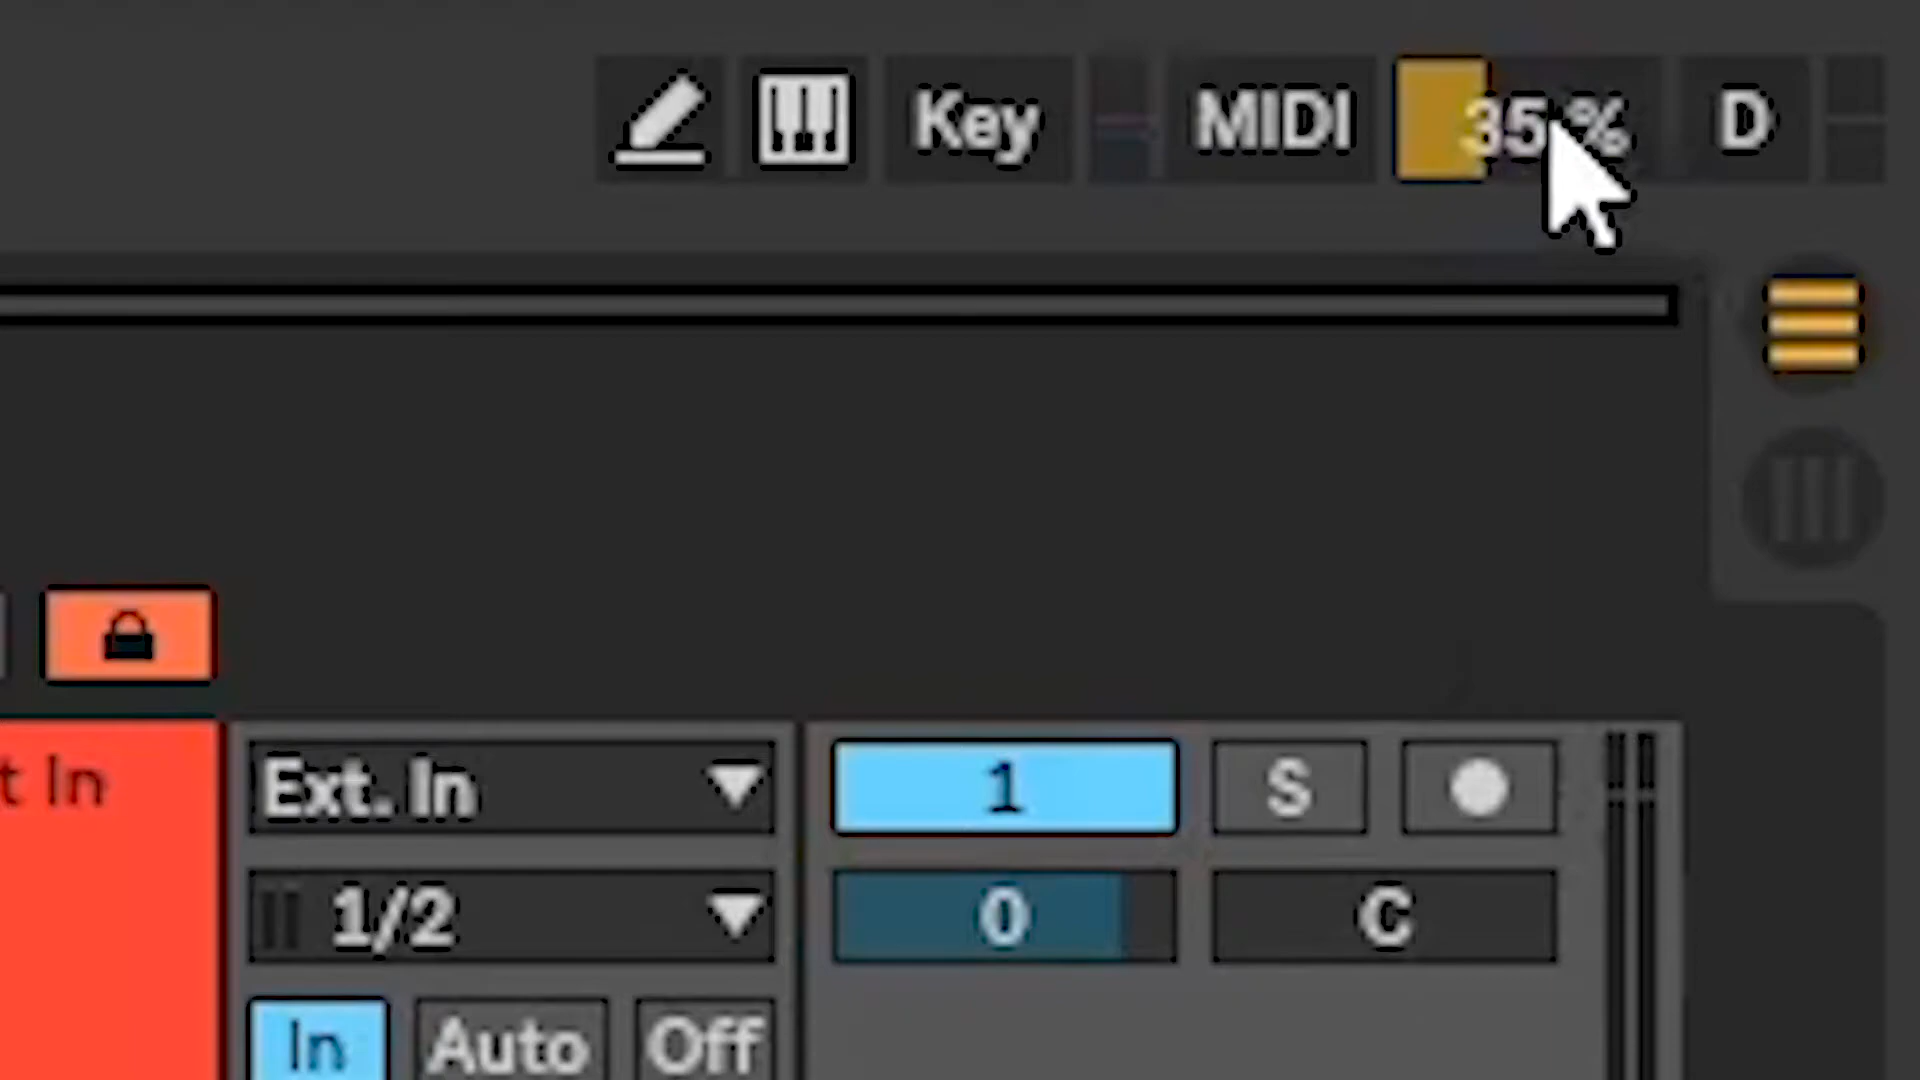 Key MIDI 35 % D
t In Ext. In 1 S
1/2 0 C
In Auto Off